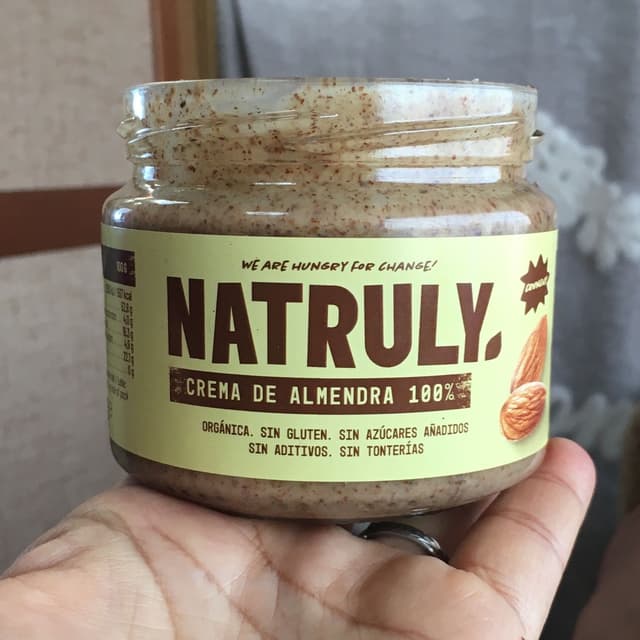 WE ARE HUNGRY FOR CHANGE!
NATRULY.
CREMA DE ALMENDRA 100%
ORGÁNICA. SIN GLUTEN. SIN AZÚCARES AÑADIDOS
SIN ADITIVOS. SIN TONTERÍAS